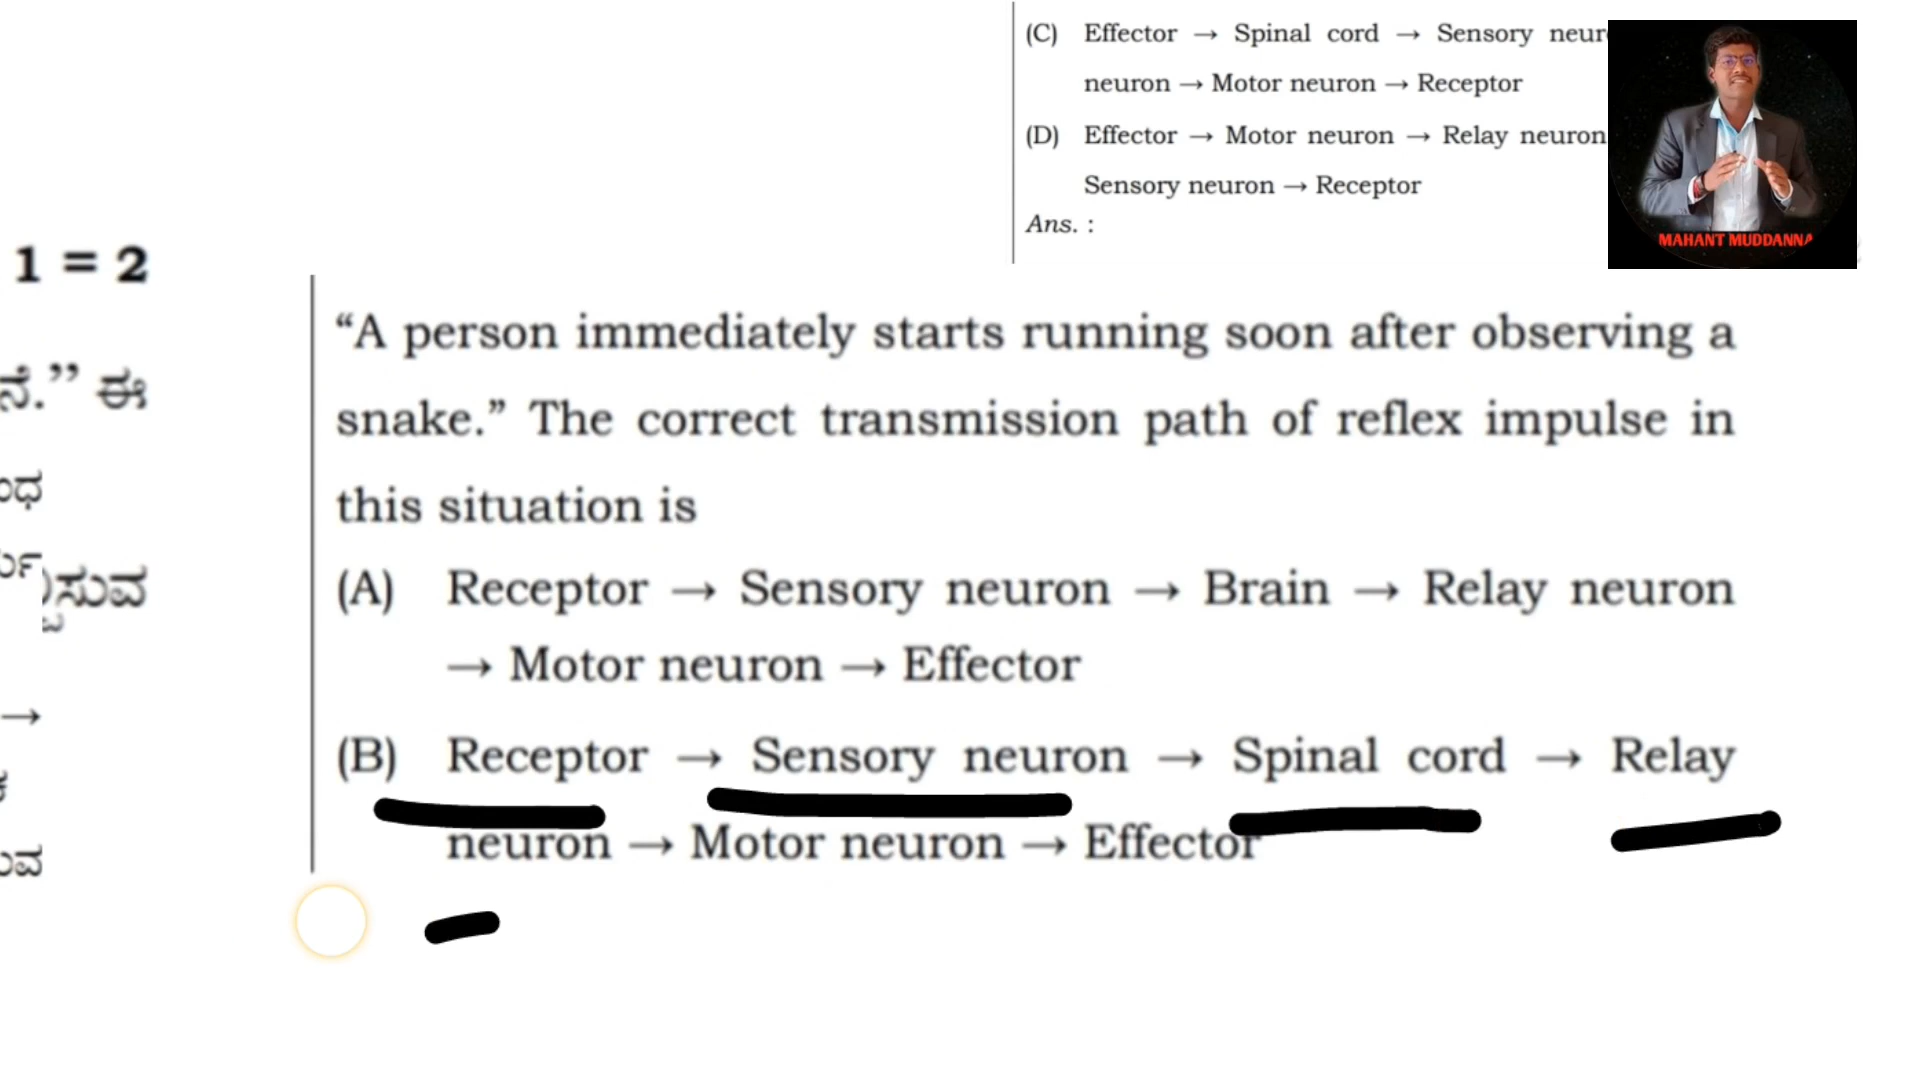 (C) Effector → Spinal cord → Sensory
neuron → Motor neuron → Receptor
(D) Effector → Motor neuron → Relay neuron
Sensory neuron → Receptor
Ans. :
MAHANT MUDDANNA
1 = 2
ನೆ.” ಈ
“A person immediately starts running soon after observing a
snake.” The correct transmission path of reflex impulse in
this situation is
(A) Receptor → Sensory neuron → Brain → Relay neuron
→ Motor neuron → Effector
(B) Receptor → Sensory neuron → Spinal cord → Relay
neuron → Motor neuron → Effector
→